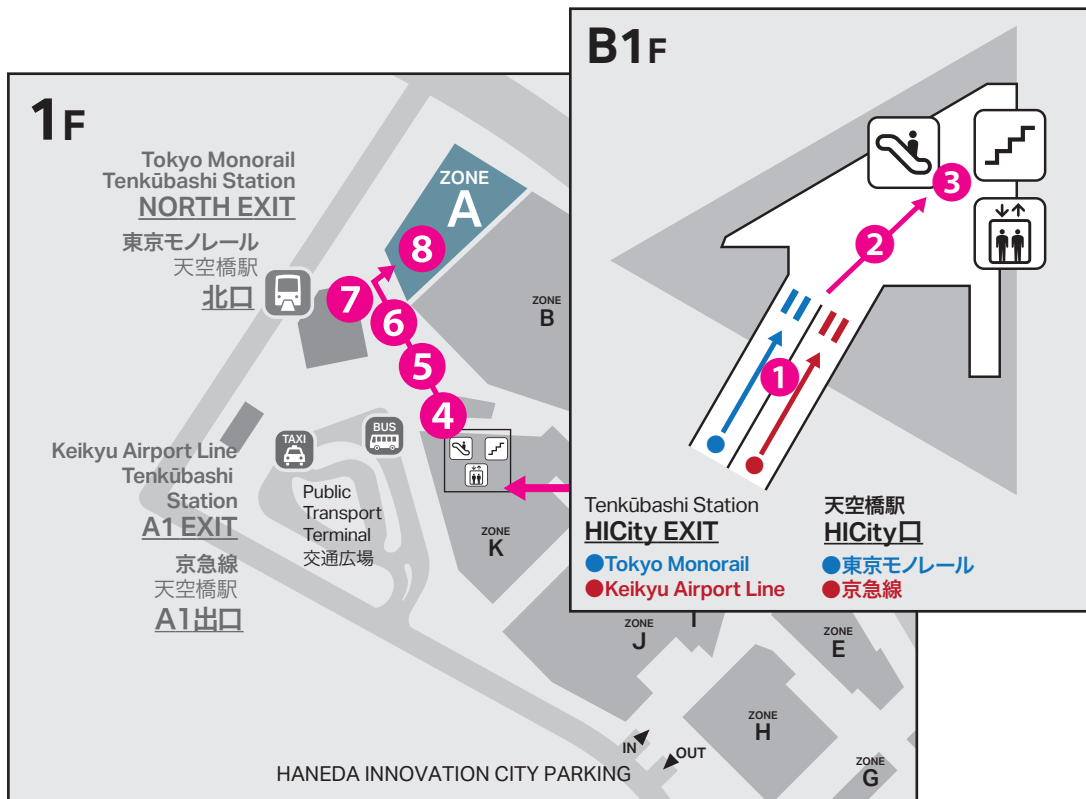 1F
Tokyo Monorail
Tenkūbashi Station
NORTH EXIT
東京モノレール
天空橋駅
北口
ZONE
A
8
7
6
5
4
ZONE
B
Keikyu Airport Line
Tenkūbashi
Station
A1 EXIT
京急線
天空橋駅
A1出口
TAXI
BUS
Public
Transport
Terminal
交通広場
ZONE
K
ZONE
J
I
ZONE
E
ZONE
H
ZONE
G
IN
OUT
HANEDA INNOVATION CITY PARKING
B1F
3
2
1
Tenkūbashi Station
HICity EXIT
Tokyo Monorail
Keikyu Airport Line
天空橋駅
HICity口
東京モノレール
京急線